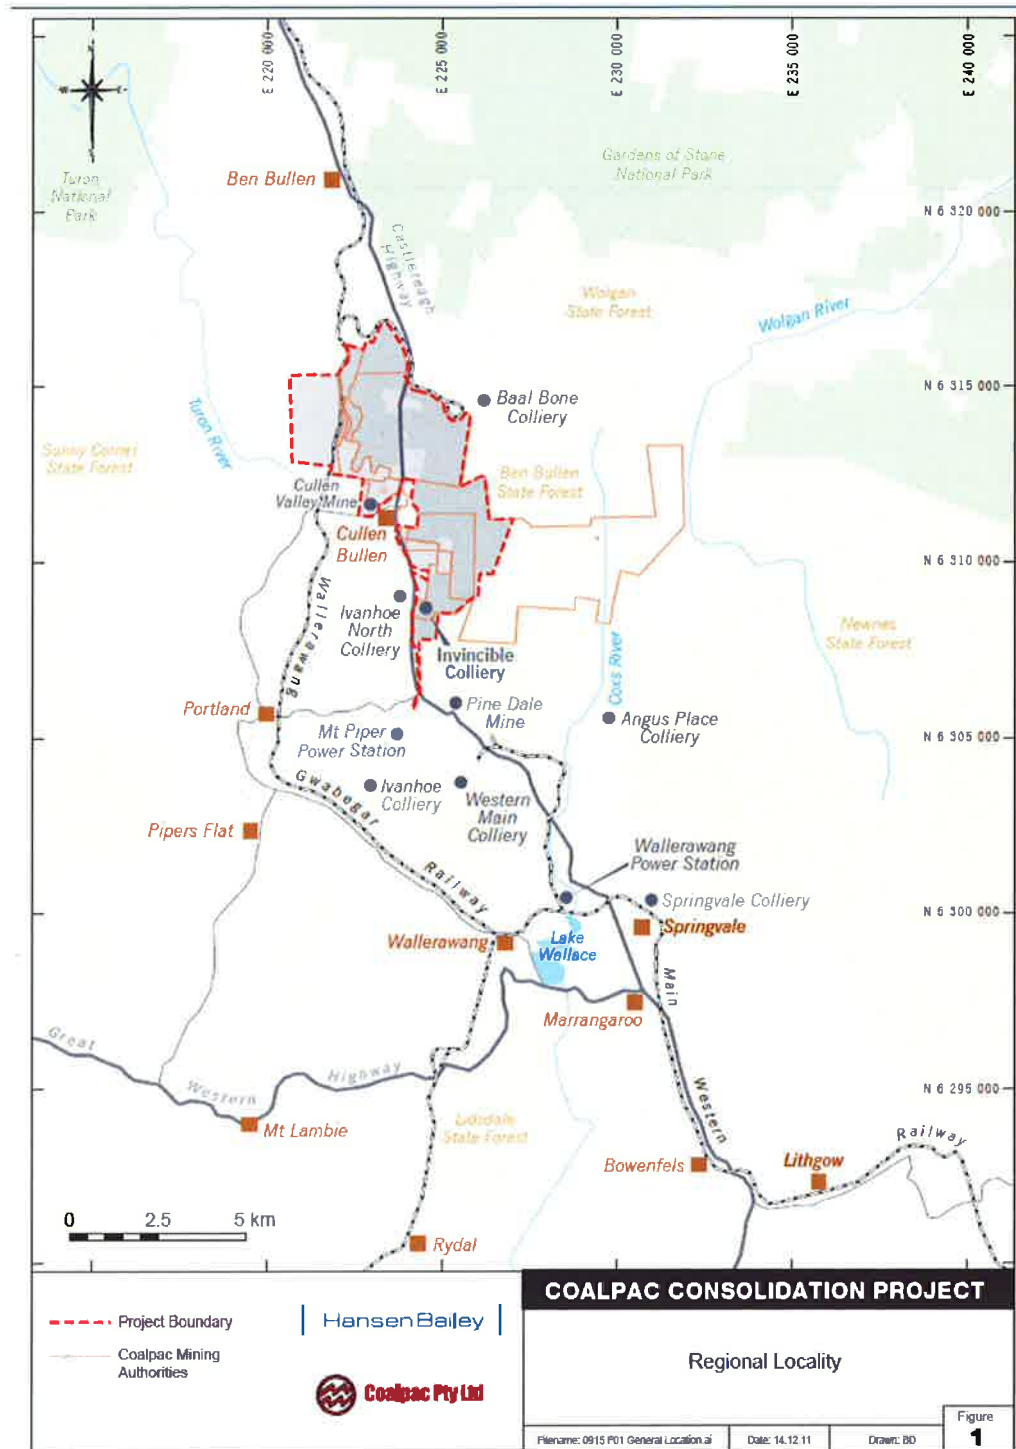 E 220 000
E 225 000
E 230 000
E 235 000
E 240 000
N
W
E
S
Turon
National
Park
Ben Bullen
Gardens of Stone
National Park
N 6 320 000
Castlereagh
Highway
Wolgan
State Forest
Wolgan River
N 6 315 000
Baal Bone
Colliery
Turon River
Sunny Corner
State Forest
Cullen
Valley Mine
Ben Bullen
State Forest
Cullen
Bullen
N 6 310 000
Wallerawang
Ivanhoe
North
Colliery
Invincible
Colliery
Newnes
State Forest
Coxs River
Portland
Pine Dale
Mine
Angus Place
Colliery
Mt Piper
Power Station
N 6 305 000
Gwabegar
Ivanhoe
Colliery
Western
Main
Colliery
Pipers Flat
Wallerawang
Power Station
Railway
Springvale Colliery
N 6 300 000
Springvale
Wallerawang
Lake
Wallace
Main
Marrangaroo
Great
Western
Highway
N 6 295 000
Western
Mt Lambie
Lidsdale
State Forest
Railway
Bowenfels
Lithgow
0
2.5
5 km
Rydal
COALPAC CONSOLIDATION PROJECT
Project Boundary
Hansen Bailey
Coalpac Mining
Authorities
Regional Locality
Coalpac Pty Ltd
Figure
1
Filename: 0915 F01 General Location.ai
Date: 14.12.11
Drawn: BD